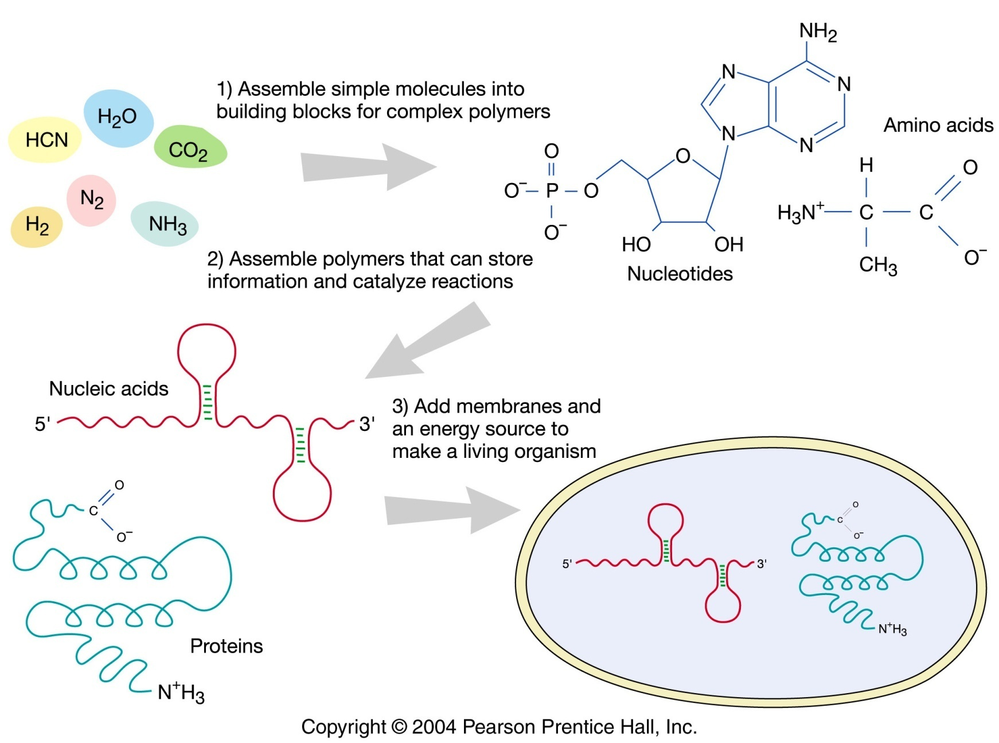 1) Assemble simple molecules into
building blocks for complex polymers
HCN
H2O
CO2
N2
H2
NH3
NH2
N
N
N
N
O
O
O⁻
P
O
O⁻
HO
OH
Nucleotides
Amino acids
H
O
H3N⁺
C
C
CH3
O⁻
2) Assemble polymers that can store
information and catalyze reactions
Nucleic acids
5'
3'
C
O
O⁻
Proteins
N⁺H3
3) Add membranes and
an energy source to
make a living organism
5'
3'
C
O
O⁻
N⁺H3
Copyright © 2004 Pearson Prentice Hall, Inc.